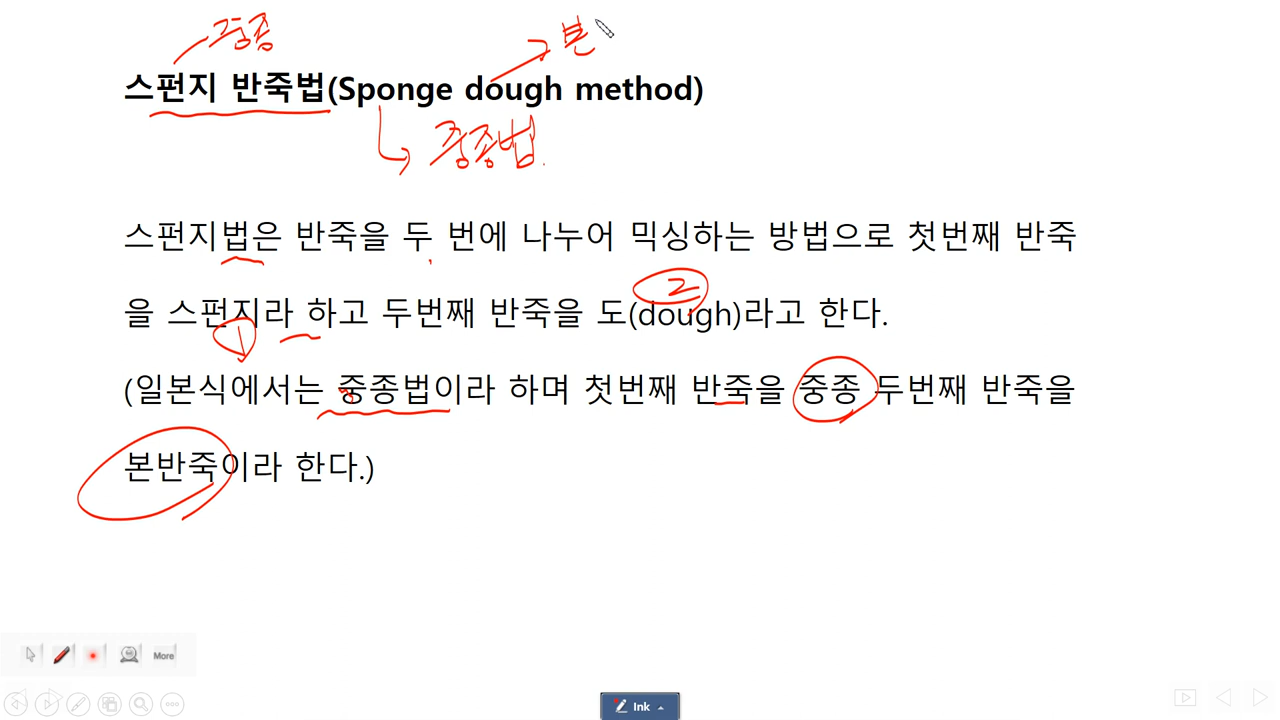 중종
본
스펀지 반죽법(Sponge dough method)
중종법
스펀지법은 반죽을 두 번에 나누어 믹싱하는 방법으로 첫번째 반죽
을 스펀지라 하고 두번째 반죽을 도(dough)라고 한다.
2
1
(일본식에서는 중종법이라 하며 첫번째 반죽을 중종 두번째 반죽을
본반죽이라 한다.)
More
Ink